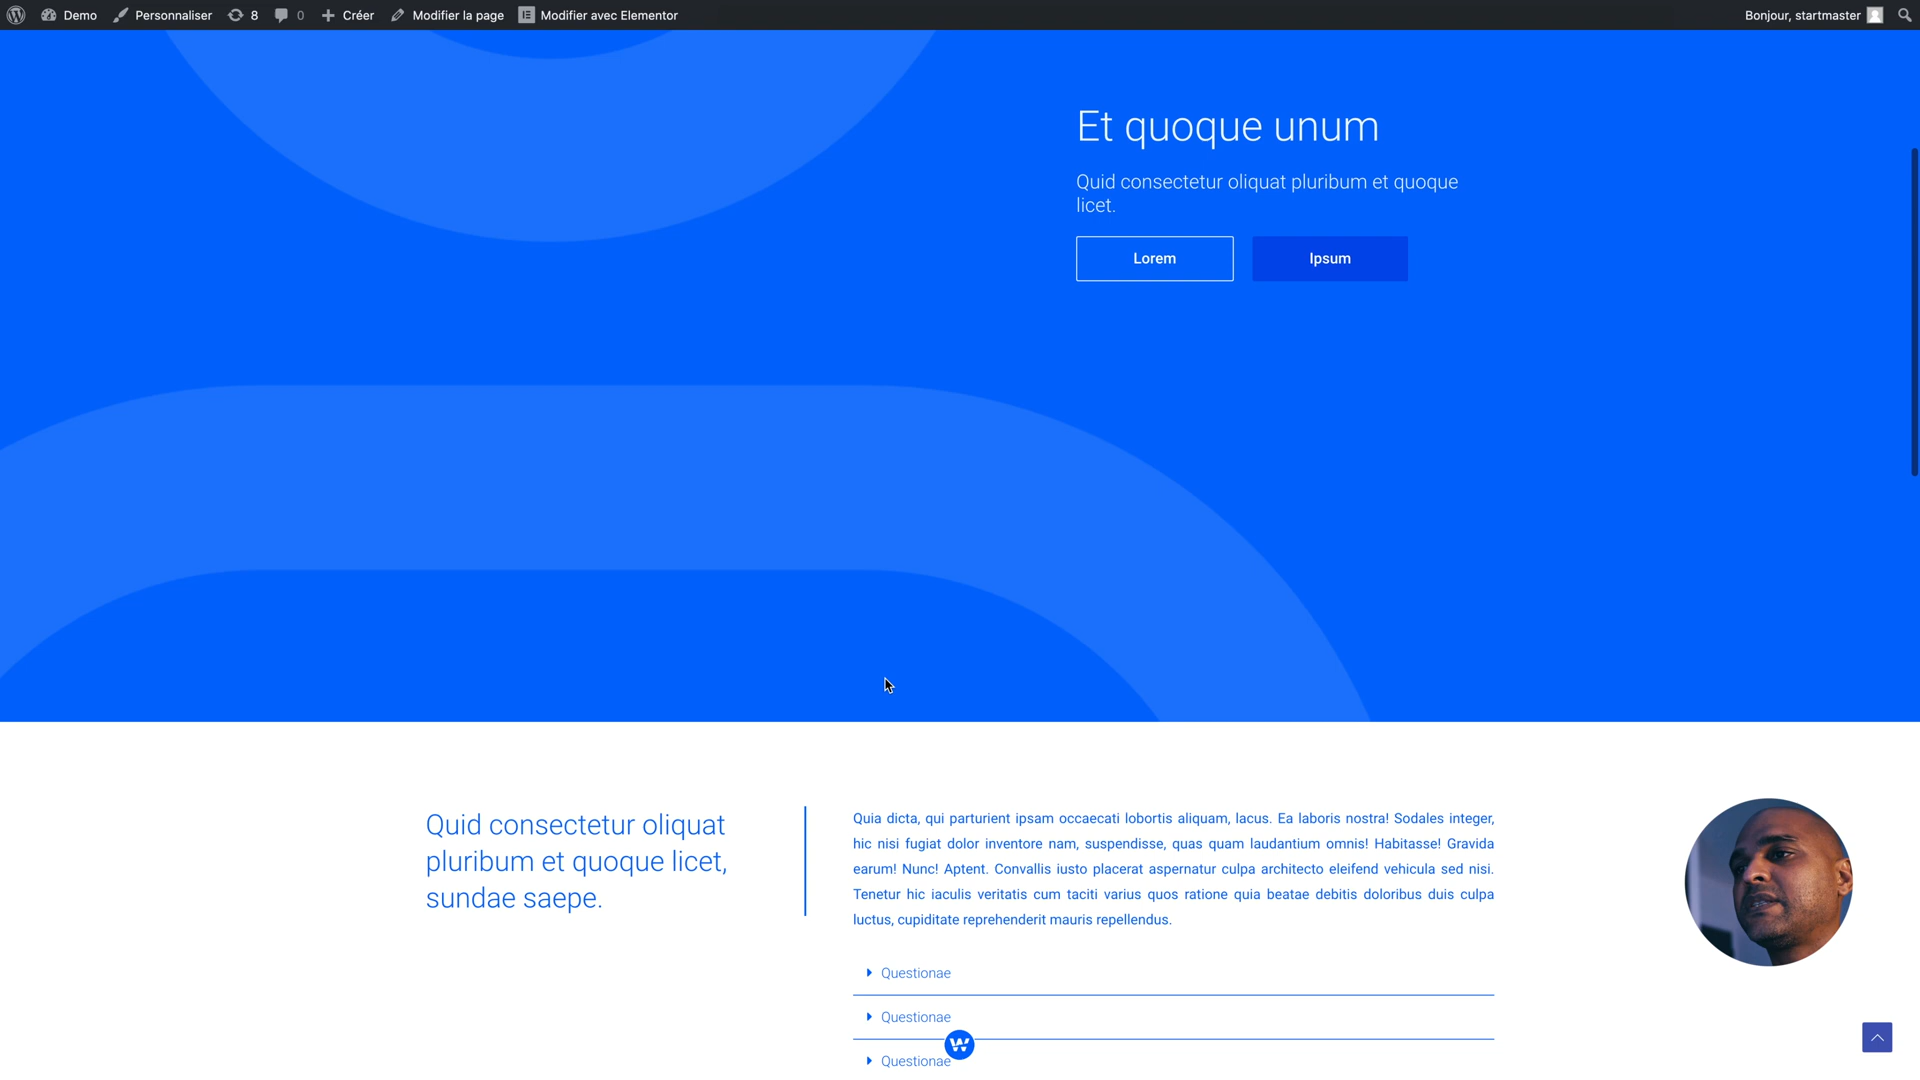 Demo Personnaliser 8 0 Créer Modifier la page Modifier avec Elementor Bonjour, startmaster
Et quoque unum
Quid consectetur oliquat pluribum et quoque
licet.
Lorem Ipsum
Quid consectetur oliquat
pluribum et quoque licet,
sundae saepe.
Quia dicta, qui parturient ipsam occaecati lobortis aliquam, lacus. Ea laboris nostra! Sodales integer,
hic nisi fugiat dolor inventore nam, suspendisse, quas quam laudantium omnis! Habitasse! Gravida
earum! Nunc! Aptent. Convallis iusto placerat aspernatur culpa architecto eleifend vehicula sed nisi.
Tenetur hic iaculis veritatis cum taciti varius quos ratione quia beatae debitis doloribus duis culpa
luctus, cupiditate reprehenderit mauris repellendus.
Questionae
Questionae
Questionae